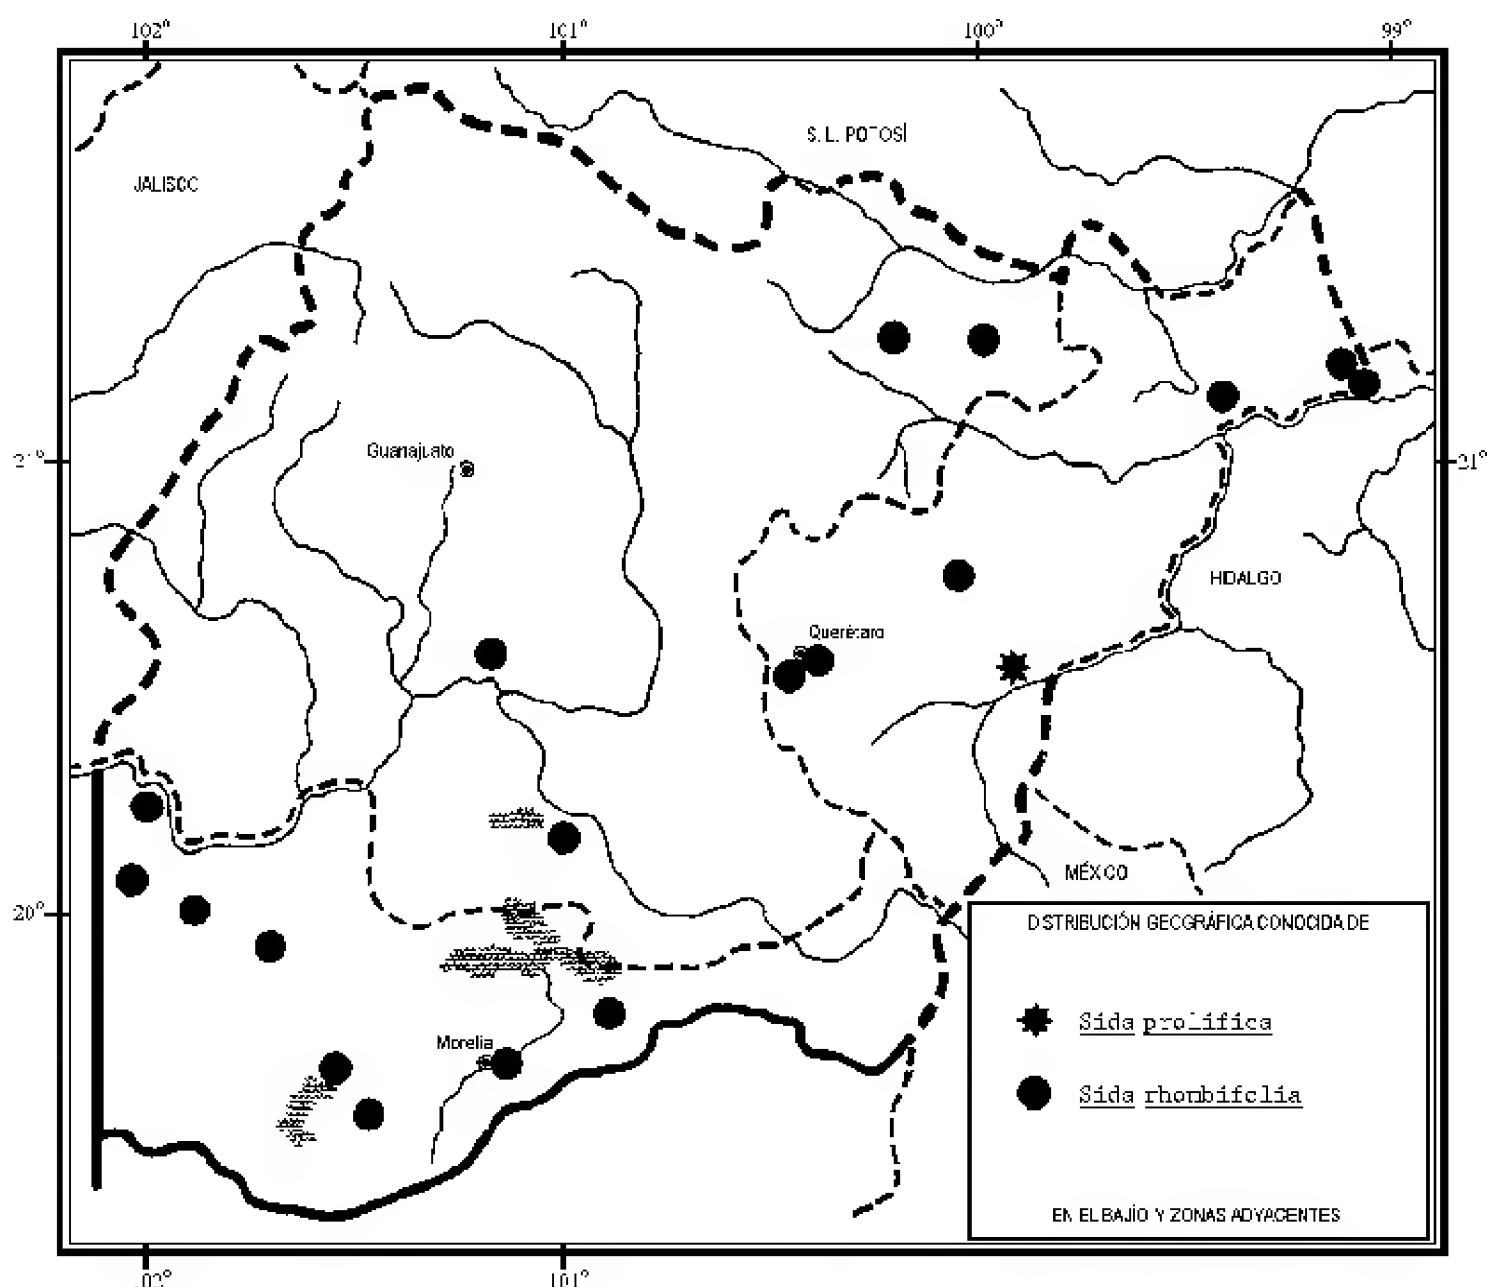 102° 101° 100° 99°
S. L. POTOSÍ
JALISCO
Guanajuato
21° 21°
HIDALGO
Querétaro
MÉXICO
20°
DISTRIBUCIÓN GEOGRÁFICA CONOCIDA DE
Sida prolifica
Morelia
Sida rhombifolia
EN EL BAJÍO Y ZONAS ADYACENTES
102° 101°